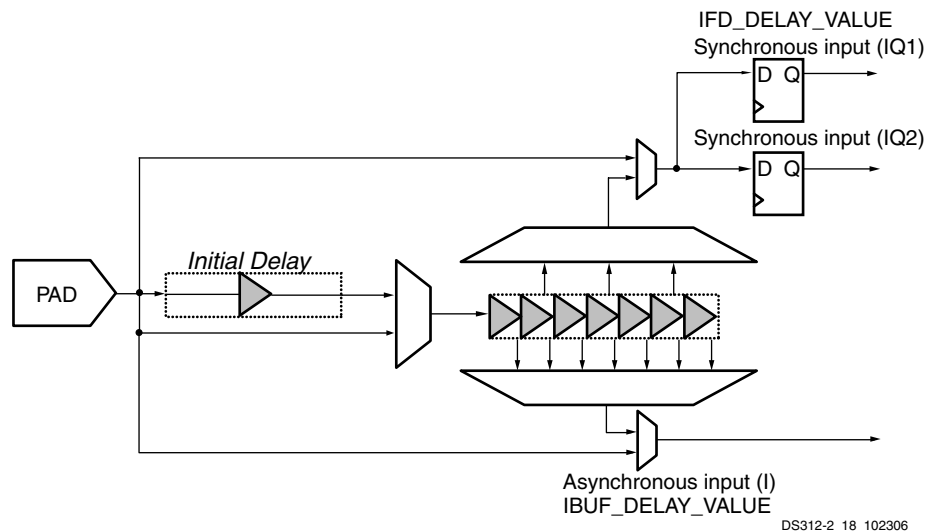 IFD_DELAY_VALUE
Synchronous input (IQ1)
D Q
Synchronous input (IQ2)
D Q
Initial Delay
PAD
Asynchronous input (I)
IBUF_DELAY_VALUE
DS312-2_18_102306